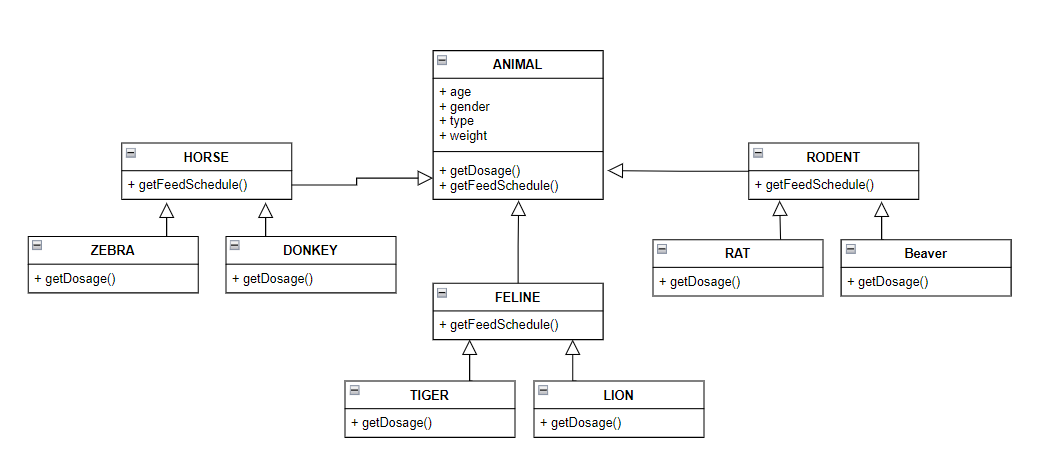 ANIMAL
+ age
+ gender
+ type
+ weight
+ getDosage()
+ getFeedSchedule()
HORSE
+ getFeedSchedule()
RODENT
+ getFeedSchedule()
ZEBRA
+ getDosage()
DONKEY
+ getDosage()
RAT
+ getDosage()
Beaver
+ getDosage()
FELINE
+ getFeedSchedule()
TIGER
+ getDosage()
LION
+ getDosage()